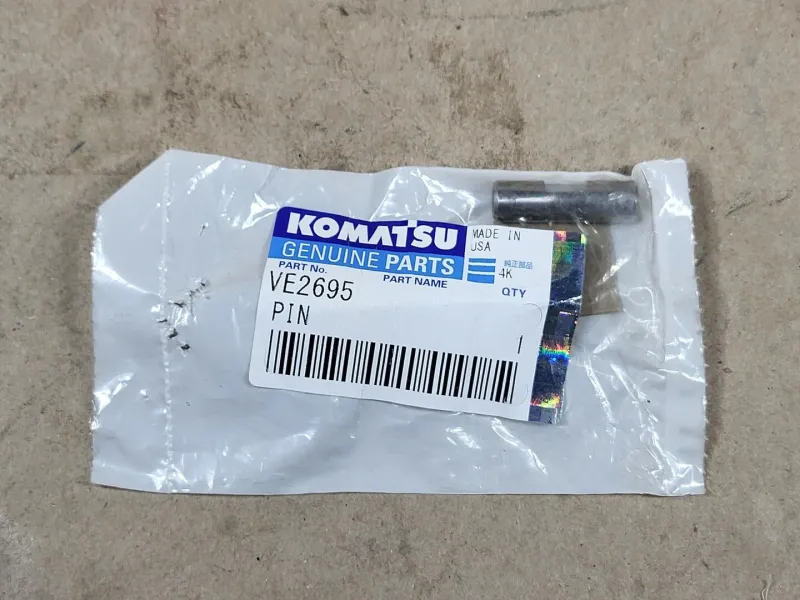 KOMATSU
MADE IN
USA
GENUINE PARTS
純正部品
4K
PART No.
PART NAME
QTY
VE2695
PIN
1